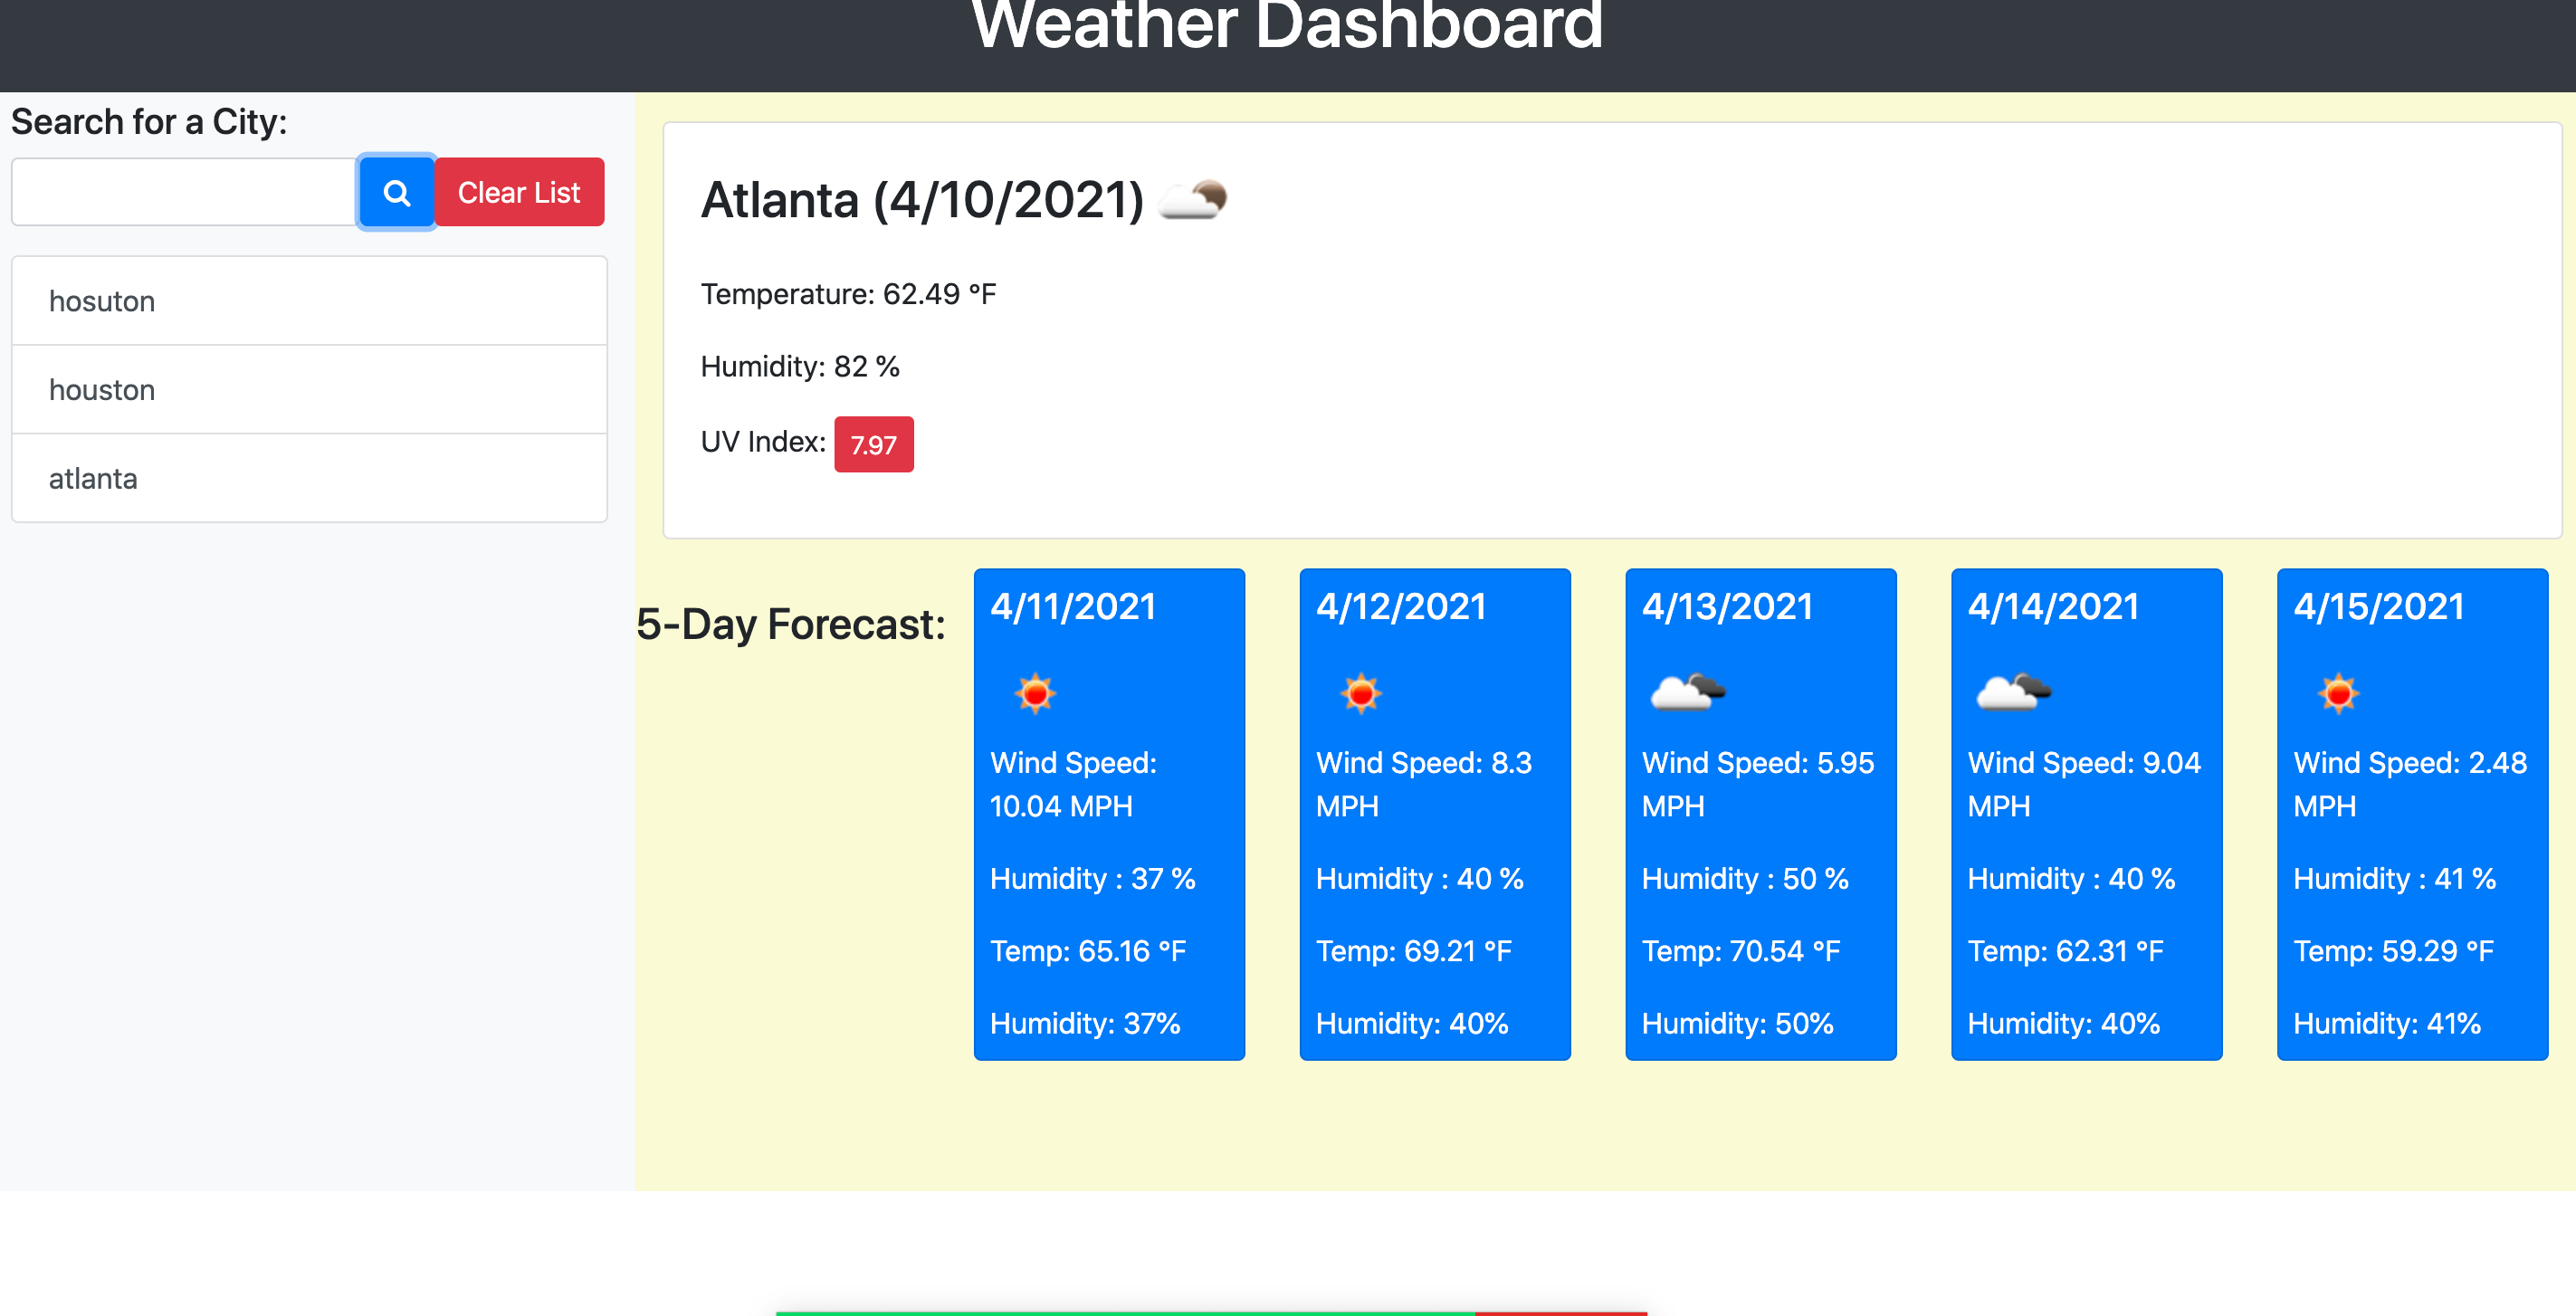 Weather Dashboard
Search for a City:
Clear List
hosuton
houston
atlanta
Atlanta (4/10/2021)
Temperature: 62.49 °F
Humidity: 82 %
UV Index: 7.97
5-Day Forecast:
4/11/2021
Wind Speed:
10.04 MPH
Humidity : 37 %
Temp: 65.16 °F
Humidity: 37%
4/12/2021
Wind Speed: 8.3
MPH
Humidity : 40 %
Temp: 69.21 °F
Humidity: 40%
4/13/2021
Wind Speed: 5.95
MPH
Humidity : 50 %
Temp: 70.54 °F
Humidity: 50%
4/14/2021
Wind Speed: 9.04
MPH
Humidity : 40 %
Temp: 62.31 °F
Humidity: 40%
4/15/2021
Wind Speed: 2.48
MPH
Humidity : 41 %
Temp: 59.29 °F
Humidity: 41%